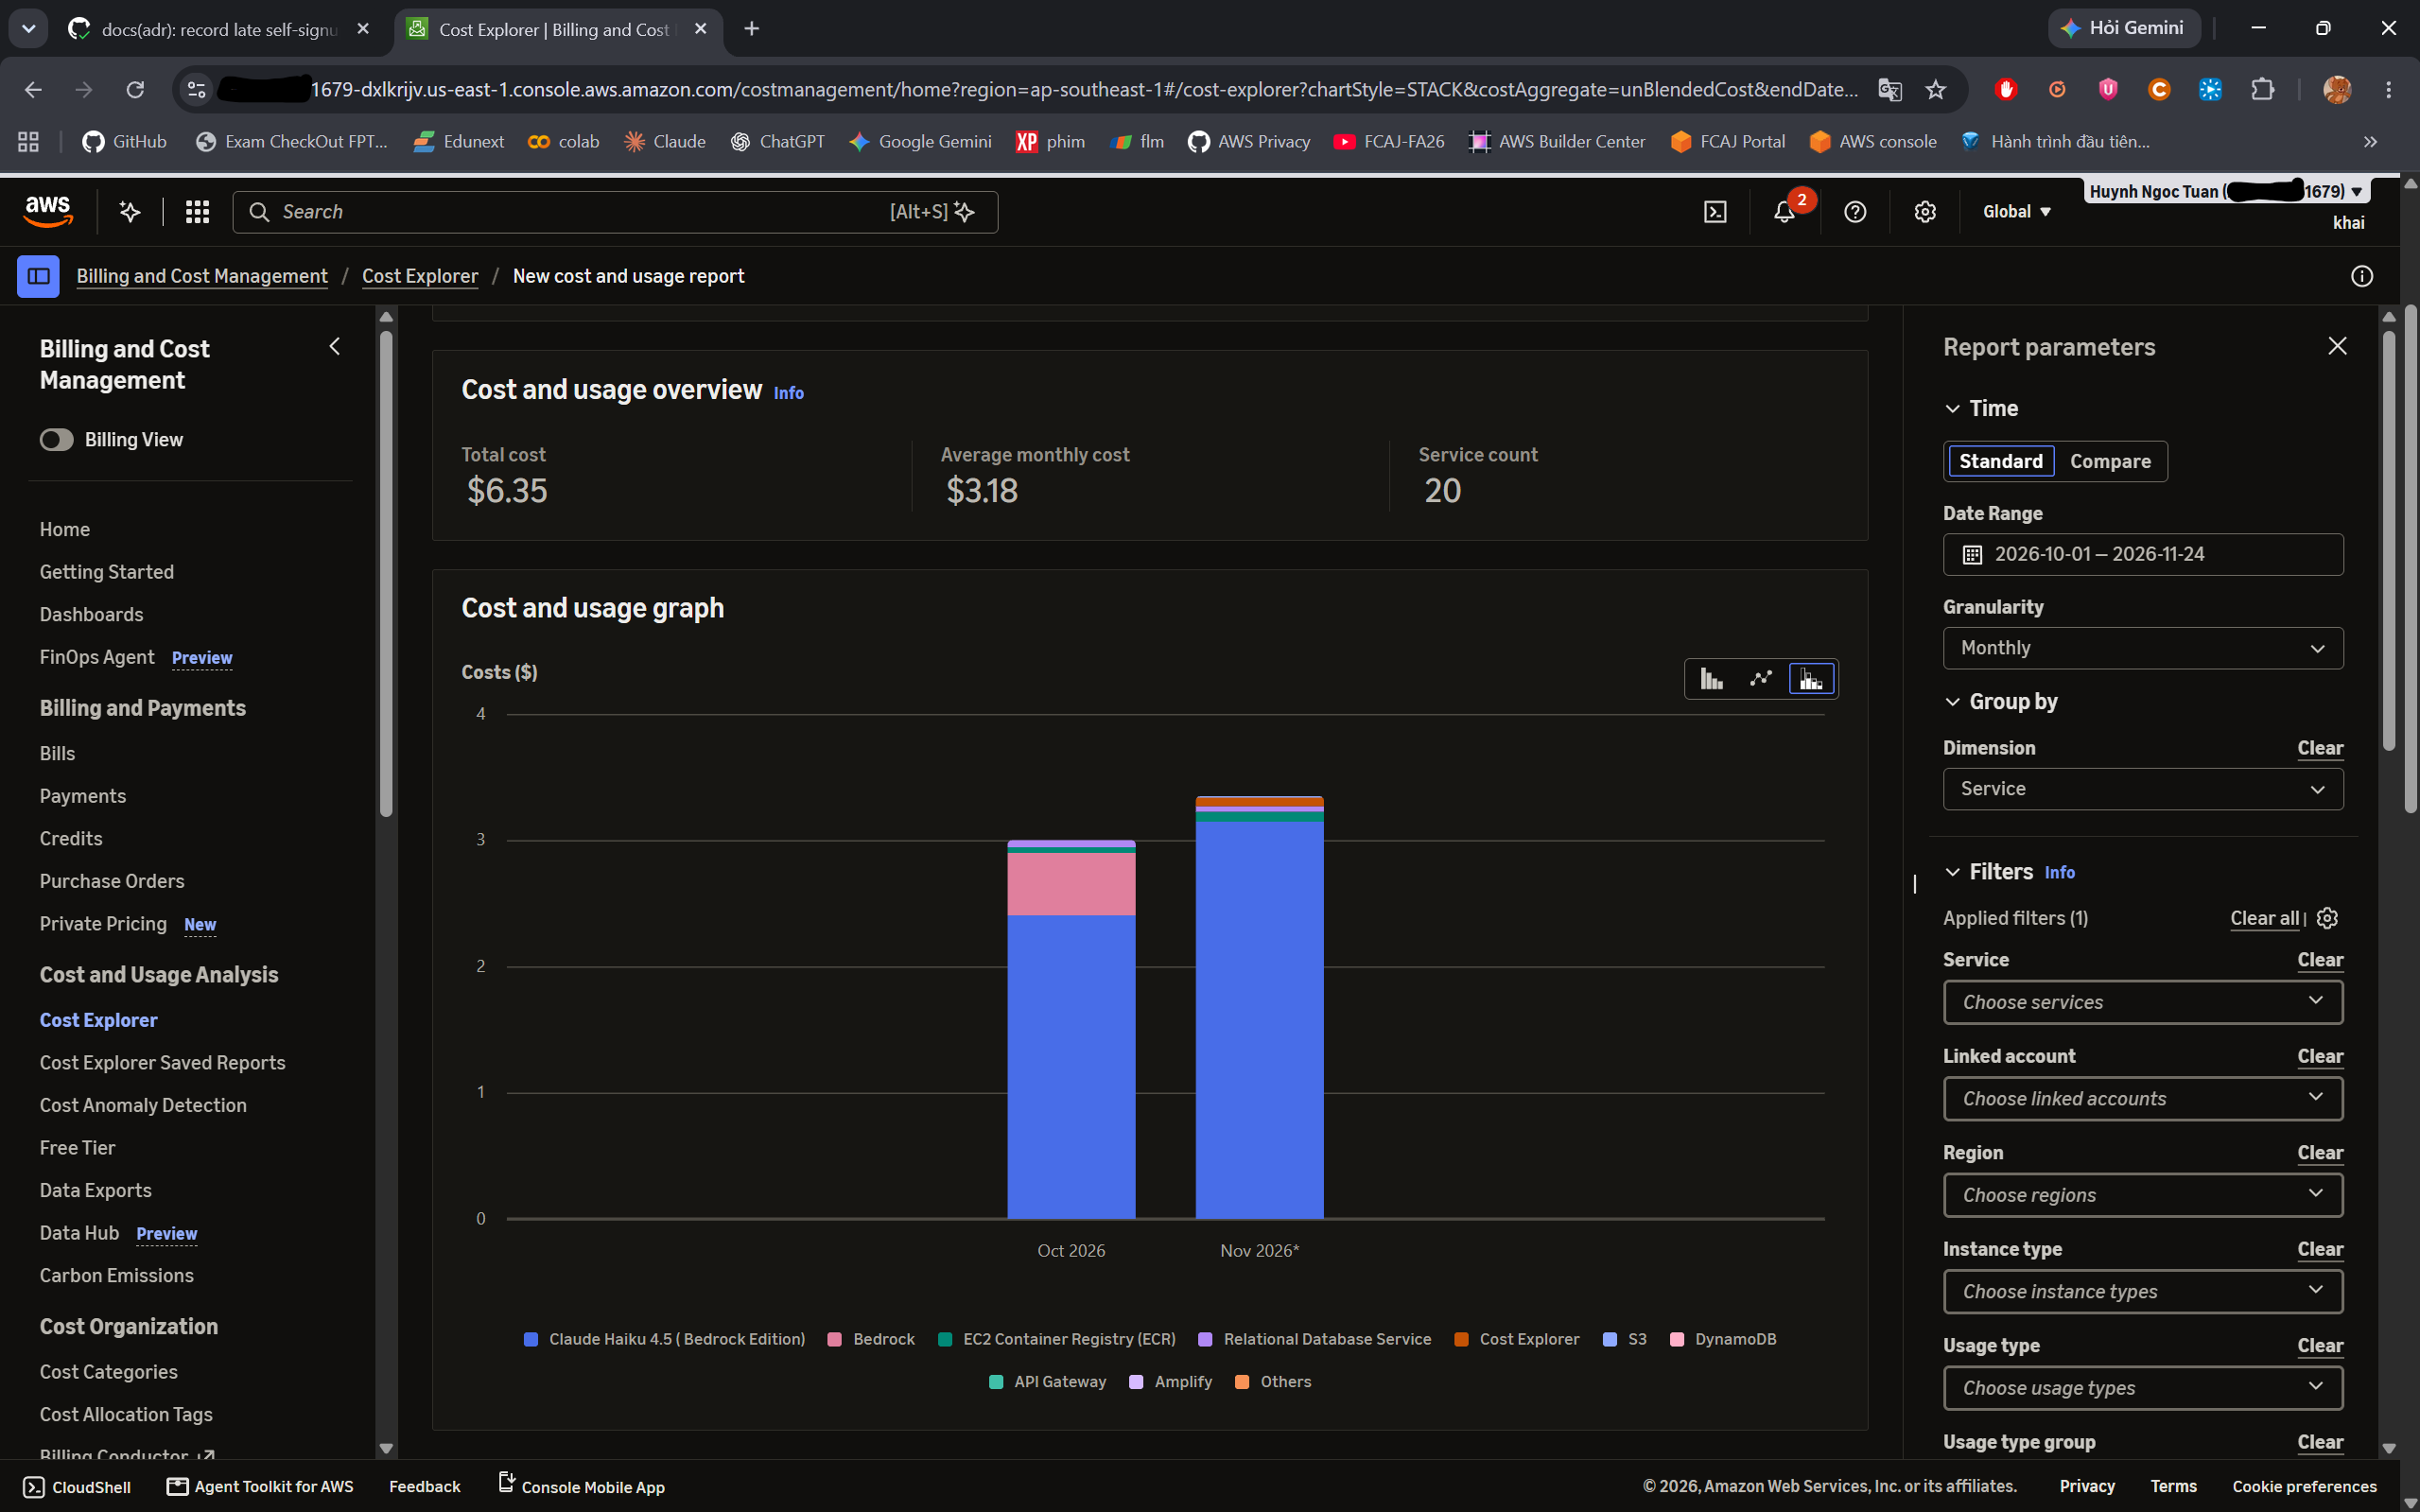 docs(adr): record late self-signu
Cost Explorer | Billing and Cost
Hỏi Gemini
1679-dxlkrijv.us-east-1.console.aws.amazon.com/costmanagement/home?region=ap-southeast-1#/cost-explorer?chartStyle=STACK&costAggregate=unBlendedCost&endDate...
GitHub
Exam CheckOut FPT...
Edunext
colab
Claude
ChatGPT
Google Gemini
XP phim
flm
AWS Privacy
FCAJ-FA26
AWS Builder Center
FCAJ Portal
AWS console
Hành trình đầu tiên...
aws
Search
[Alt+S]
2
Global
Huynh Ngoc Tuan (
1679)
khai
Billing and Cost Management / Cost Explorer / New cost and usage report
Billing and Cost
Management
Billing View
Home
Getting Started
Dashboards
FinOps Agent Preview
Billing and Payments
Bills
Payments
Credits
Purchase Orders
Private Pricing New
Cost and Usage Analysis
Cost Explorer
Cost Explorer Saved Reports
Cost Anomaly Detection
Free Tier
Data Exports
Data Hub Preview
Carbon Emissions
Cost Organization
Cost Categories
Cost Allocation Tags
Billing Conductor
Cost and usage overview Info
Total cost
$6.35
Average monthly cost
$3.18
Service count
20
Cost and usage graph
Costs ($)
4
3
2
1
0
Oct 2026
Nov 2026*
Claude Haiku 4.5 ( Bedrock Edition)
Bedrock
EC2 Container Registry (ECR)
Relational Database Service
Cost Explorer
S3
DynamoDB
API Gateway
Amplify
Others
Report parameters
Time
Standard
Compare
Date Range
2026-10-01 — 2026-11-24
Granularity
Monthly
Group by
Dimension Clear
Service
Filters Info
Applied filters (1) Clear all
Service Clear
Choose services
Linked account Clear
Choose linked accounts
Region Clear
Choose regions
Instance type Clear
Choose instance types
Usage type Clear
Choose usage types
Usage type group Clear
CloudShell
Agent Toolkit for AWS
Feedback
Console Mobile App
© 2026, Amazon Web Services, Inc. or its affiliates.
Privacy
Terms
Cookie preferences